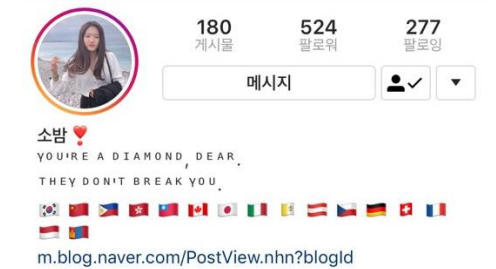 180 524 277
게시물 팔로워 팔로잉
메시지
소밤❣️
YOU'RE A DIAMOND, DEAR.
THEY DON'T BREAK YOU.
🇰🇷 🇨🇳 🇵🇭 🇭🇰 🇹🇼 🇨🇦 🇯🇵 🇮🇹 🇻🇦 🇦🇹 🇨🇿 🇩🇪 🇨🇭 🇫🇷
🇮🇩 🇲🇳
m.blog.naver.com/PostView.nhn?blogId